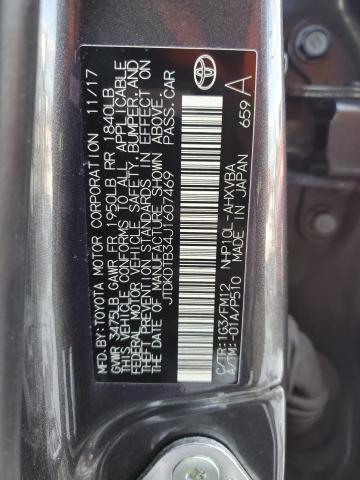 MFD.BY:TOYOTA MOTOR CORPORATION 11/17
GVWR 3475LB GAWR FR 1950LB RR 1840LB
THIS VEHICLE CONFORMS TO ALL APPLICABLE
FEDERAL MOTOR VEHICLE SAFETY, BUMPER, AND
THEFT PREVENTION STANDARDS IN EFFECT ON
THE DATE OF MANUFACTURE SHOWN ABOVE.
JTDKDTB34J1607469 PASS.CAR
C/TR:1G3/FM12 NHP10L-AHXVBA
A/TM:-01A/P510 MADE IN JAPAN
659 A